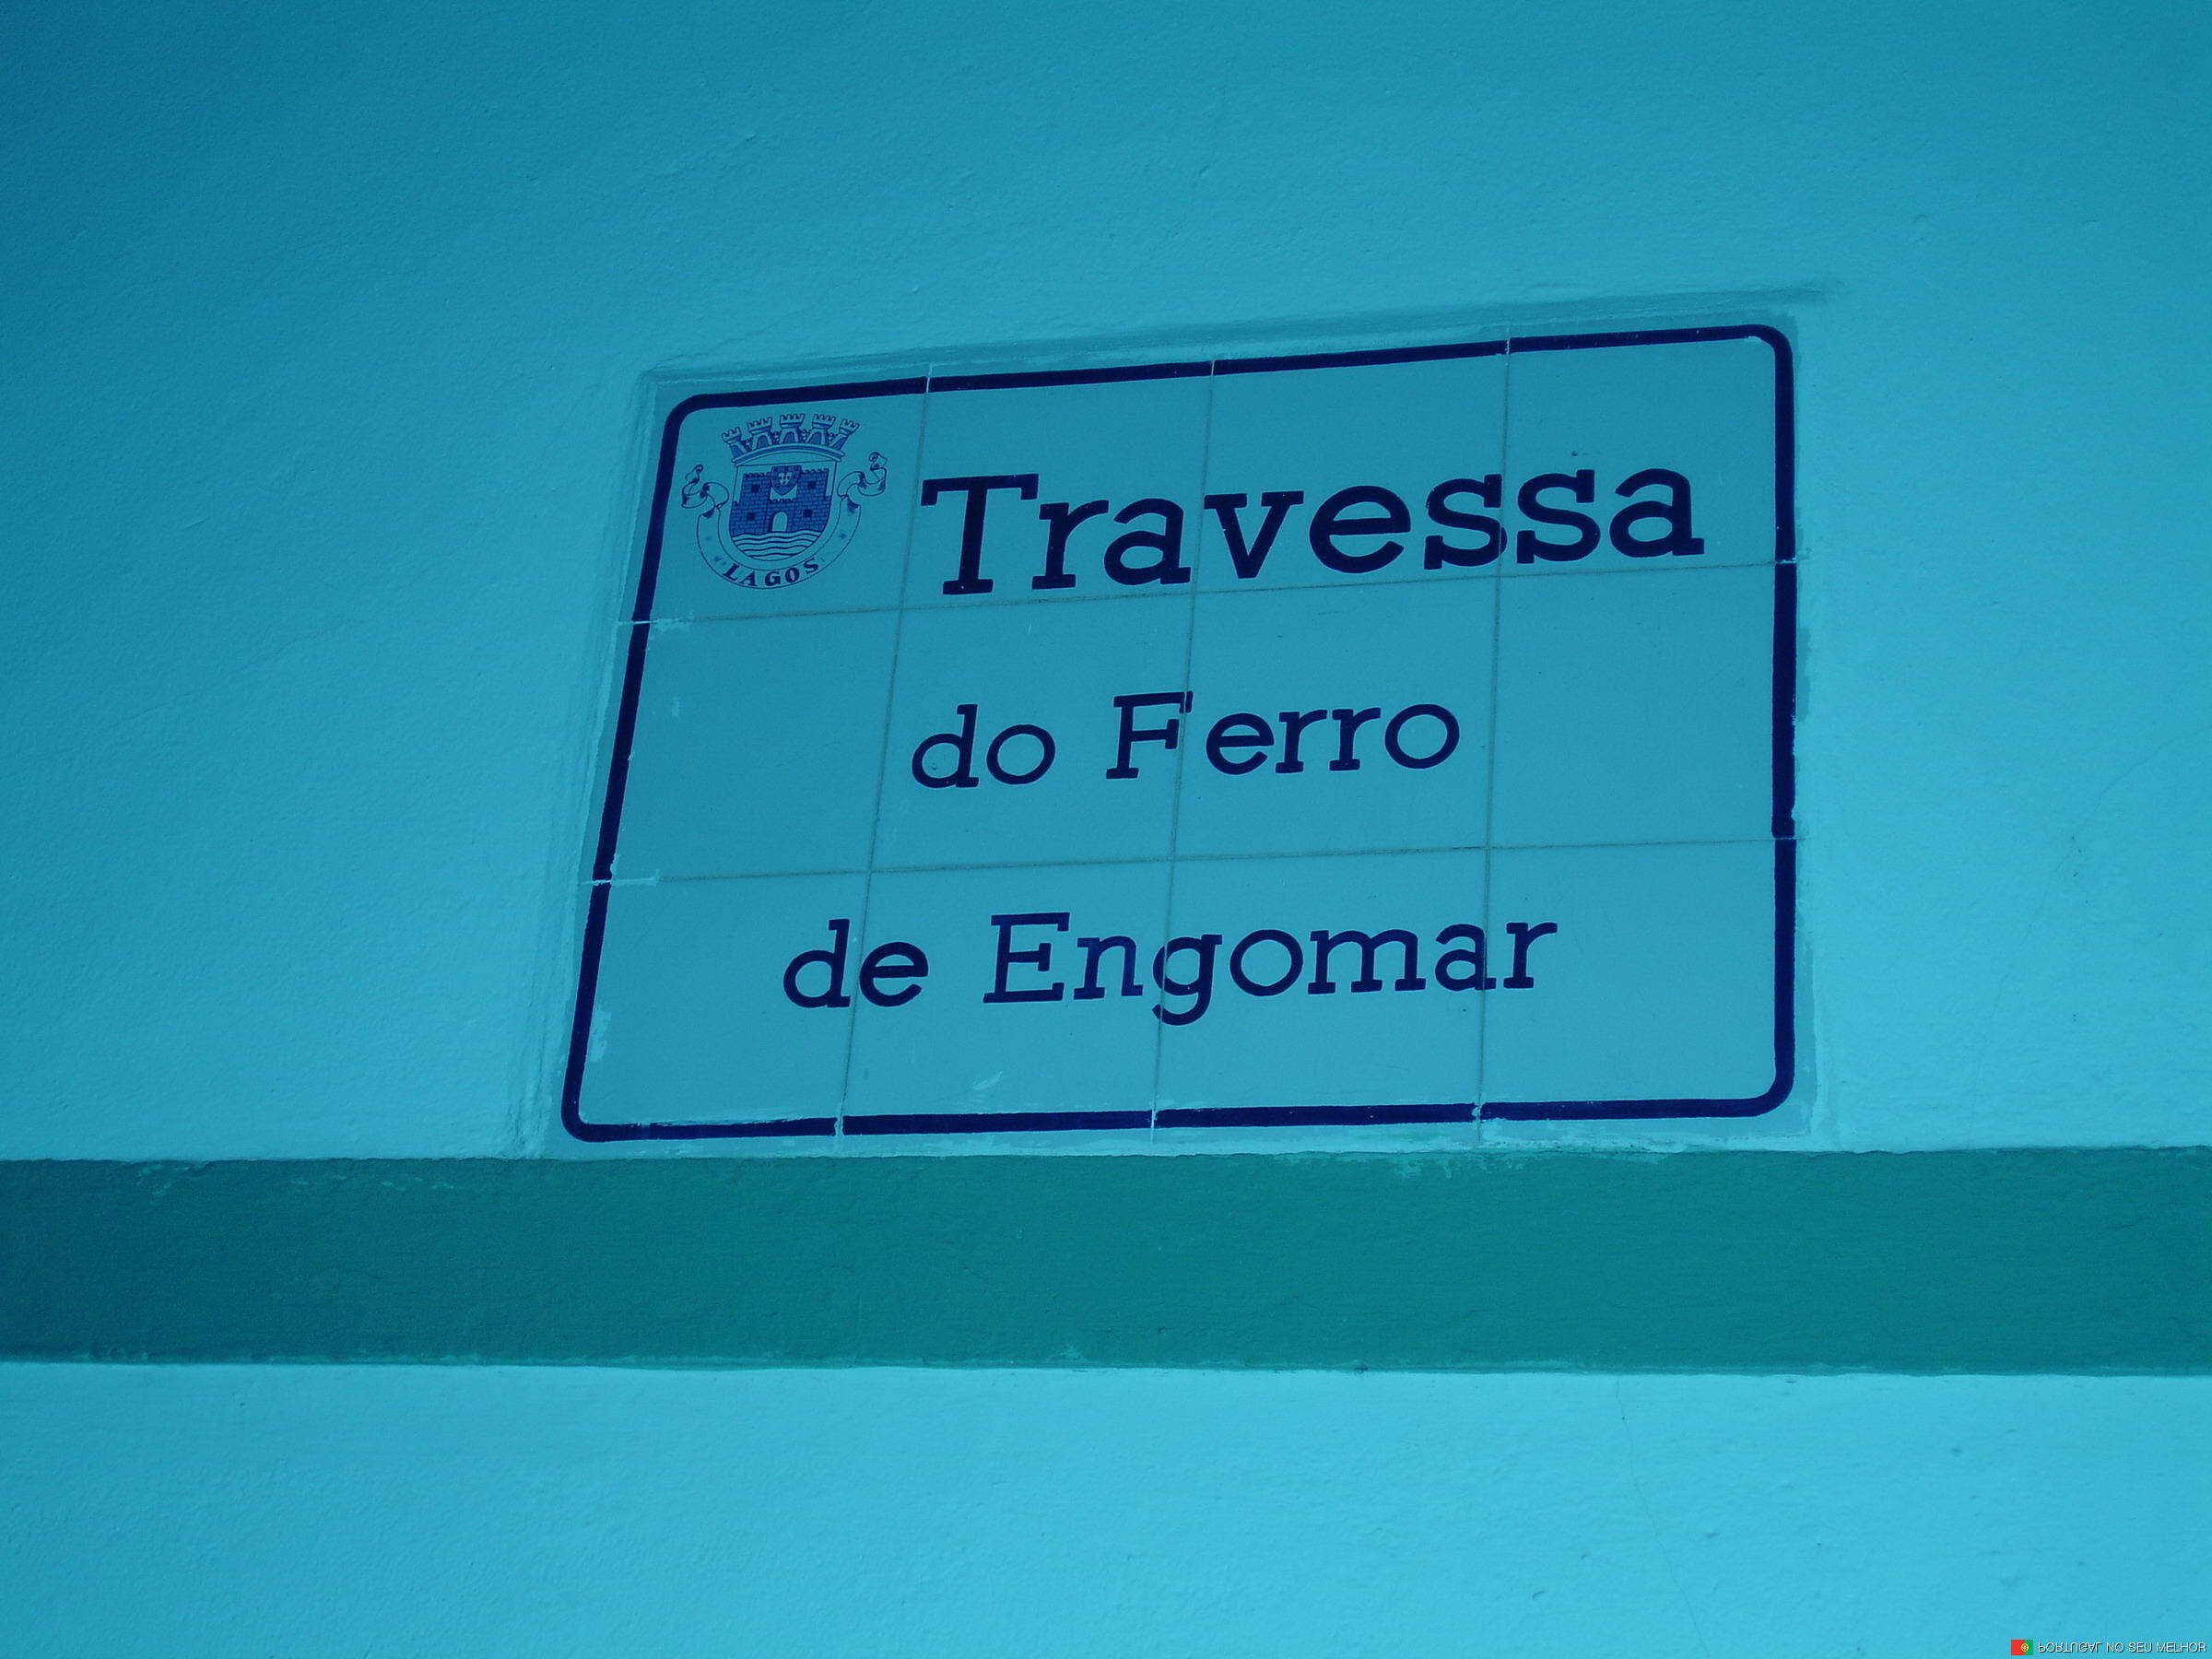 LAGOS
Travessa
do Ferro
de Engomar
PORTUGAL NO SEU MELHOR